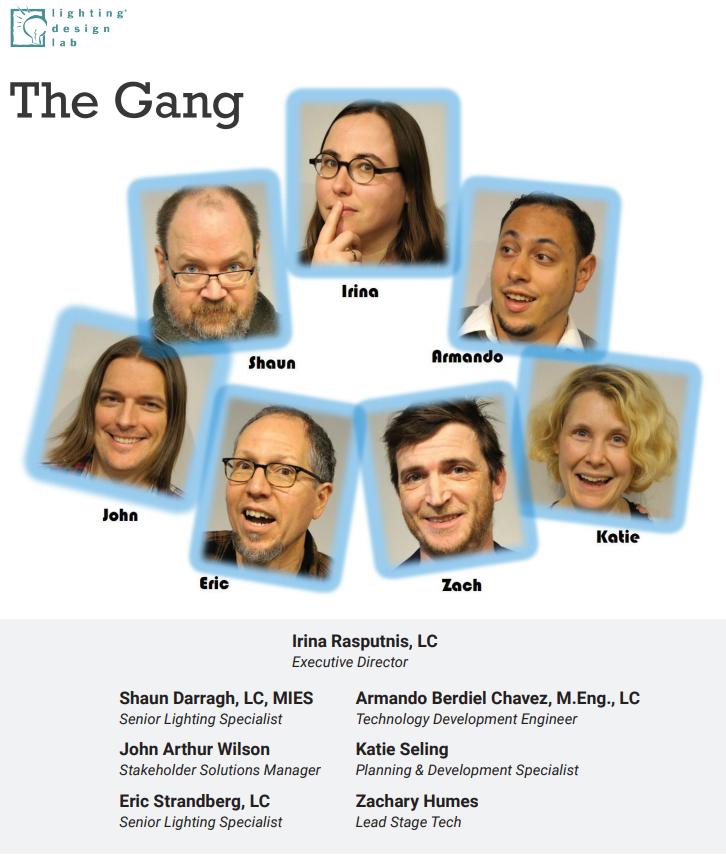 lighting®
design
lab
The Gang
Irina
Shaun
Armando
John
Katie
Eric
Zach
Irina Rasputnis, LC
Executive Director
Shaun Darragh, LC, MIES
Senior Lighting Specialist
Armando Berdiel Chavez, M.Eng., LC
Technology Development Engineer
John Arthur Wilson
Stakeholder Solutions Manager
Katie Seling
Planning & Development Specialist
Eric Strandberg, LC
Senior Lighting Specialist
Zachary Humes
Lead Stage Tech